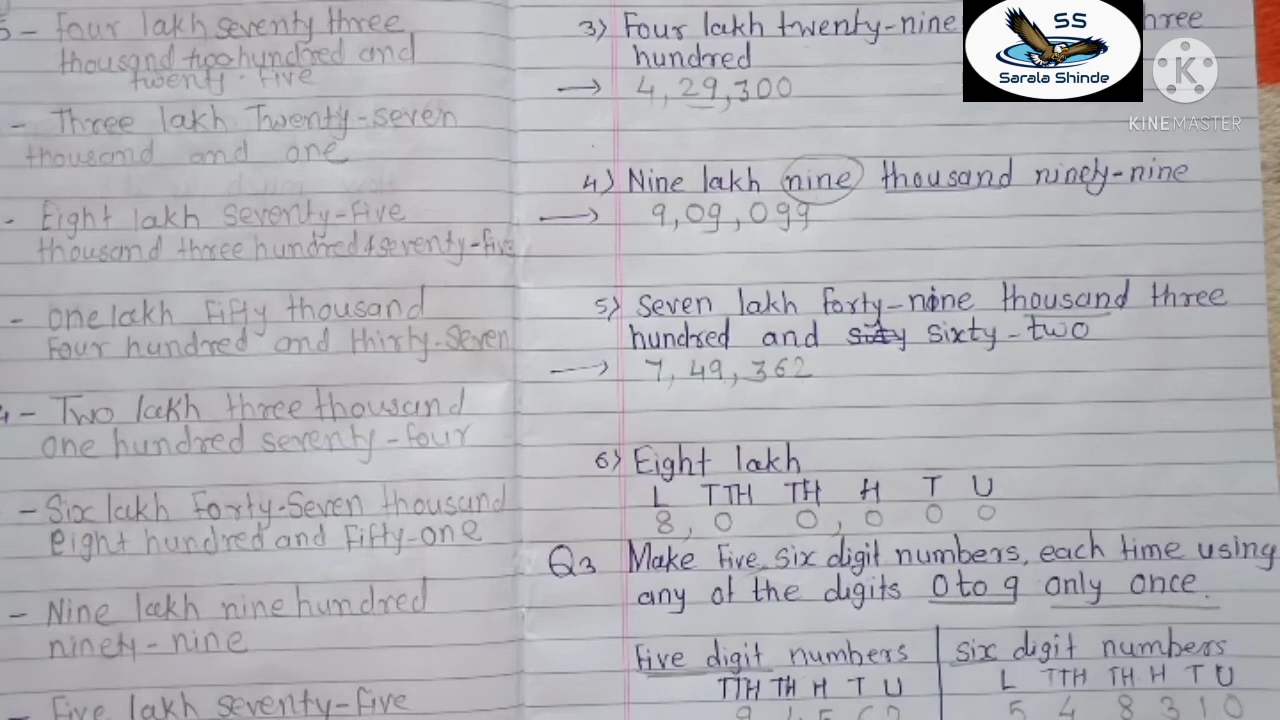 5 - Four lakh seventy three
thousand two hundred and
twenty-five
- Three lakh Twenty-seven
thousand and one
- Eight lakh seventy-five
thousand three hundred & seventy-five
- One lakh Fifty thousand
Four hundred and thirty-seven
4 - Two lakh three thousand
one hundred seventy-four
- Six lakh Forty-Seven thousand
eight hundred and Fifty-one
- Nine lakh nine hundred
ninety-nine
- Five lakh seventy-five
3) Four lakh twenty-nine hree
hundred
→ 4,29,300
4) Nine lakh nine thousand ninety-nine
→ 9,09,099
5) Seven lakh forty-nine thousand three
hundred and sixty sixty-two
→ 7,49,362
6) Eight lakh
L TTH TH H T U
8, 0 0, 0 0 0
Q3 Make five, six digit numbers, each time using
any of the digits 0 to 9 only once.
Five digit numbers
TTH TH H T U
six digit numbers
L TTH TH H T U
5 4 8 3 1 0
SS
Sarala Shinde
K
KINEMASTER